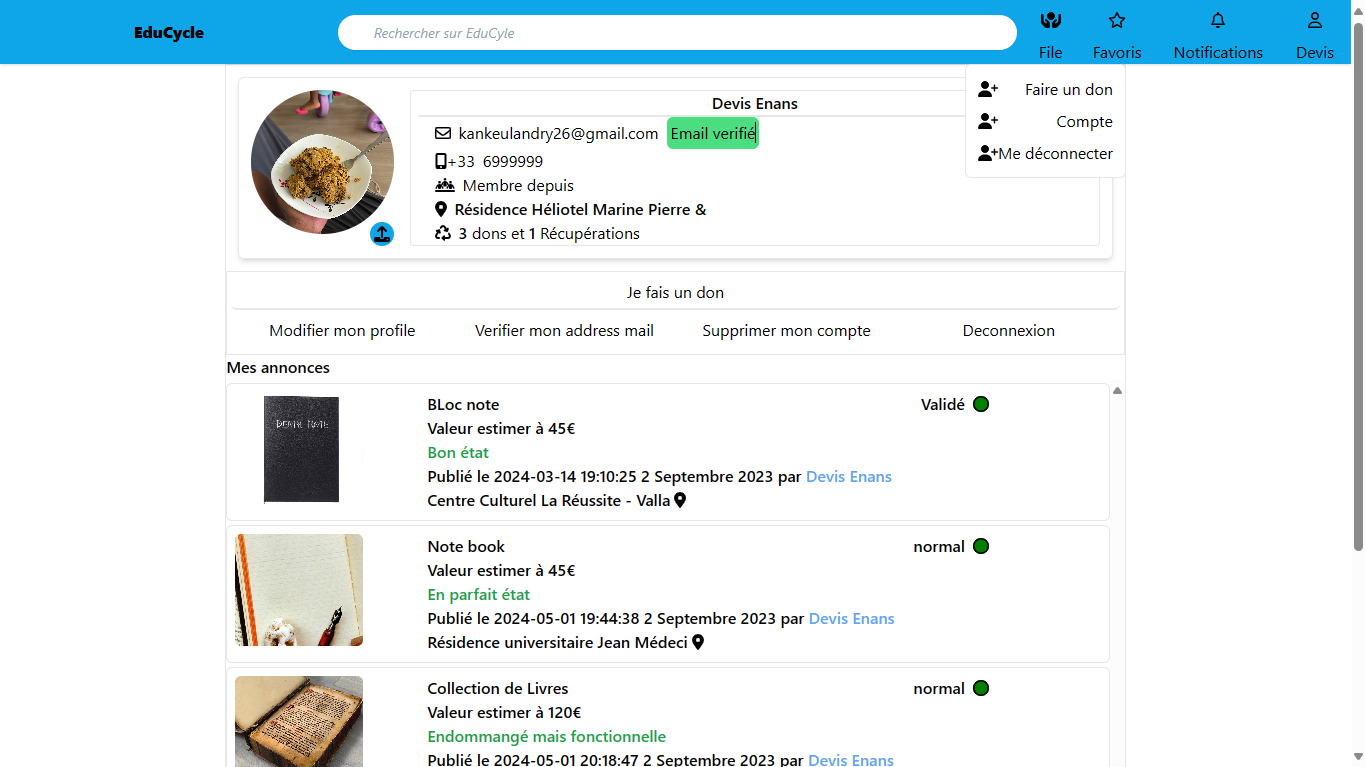 EduCycle
Rechercher sur EduCyle
File
Favoris
Notifications
Devis
Faire un don
Compte
Me déconnecter
Devis Enans
kankeulandry26@gmail.com Email verifié
+33 6999999
Membre depuis
Résidence Héliotel Marine Pierre &
3 dons et 1 Récupérations
Je fais un don
Modifier mon profile
Verifier mon address mail
Supprimer mon compte
Deconnexion
Mes annonces
DEATH NOTE
BLoc note
Validé
Valeur estimer à 45€
Bon état
Publié le 2024-03-14 19:10:25 2 Septembre 2023 par Devis Enans
Centre Culturel La Réussite - Valla
Note book
normal
Valeur estimer à 45€
En parfait état
Publié le 2024-05-01 19:44:38 2 Septembre 2023 par Devis Enans
Résidence universitaire Jean Médeci
Collection de Livres
normal
Valeur estimer à 120€
Endommangé mais fonctionnelle
Publié le 2024-05-01 20:18:47 2 Septembre 2023 par Devis Enans